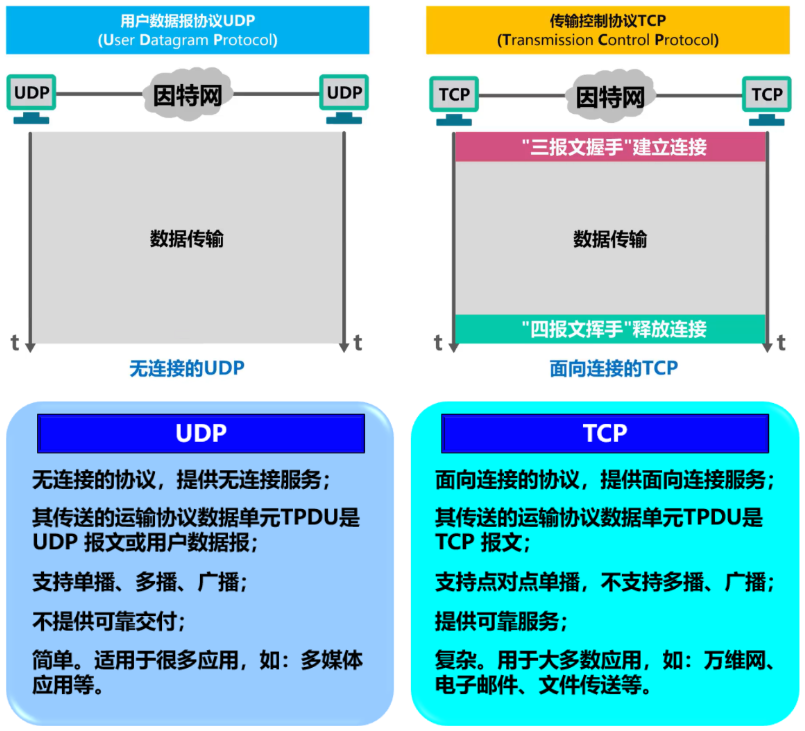 用户数据报协议UDP
(User Datagram Protocol)
UDP
因特网
UDP
数据传输
t
t
无连接的UDP
传输控制协议TCP
(Transmission Control Protocol)
TCP
因特网
TCP
"三报文握手"建立连接
数据传输
"四报文挥手"释放连接
t
t
面向连接的TCP
UDP
无连接的协议，提供无连接服务；
其传送的运输协议数据单元TPDU是
UDP 报文或用户数据报；
支持单播、多播、广播；
不提供可靠交付；
简单。适用于很多应用，如：多媒体
应用等。
TCP
面向连接的协议，提供面向连接服务；
其传送的运输协议数据单元TPDU是
TCP 报文；
支持点对点单播，不支持多播、广播；
提供可靠服务；
复杂。用于大多数应用，如：万维网、
电子邮件、文件传送等。